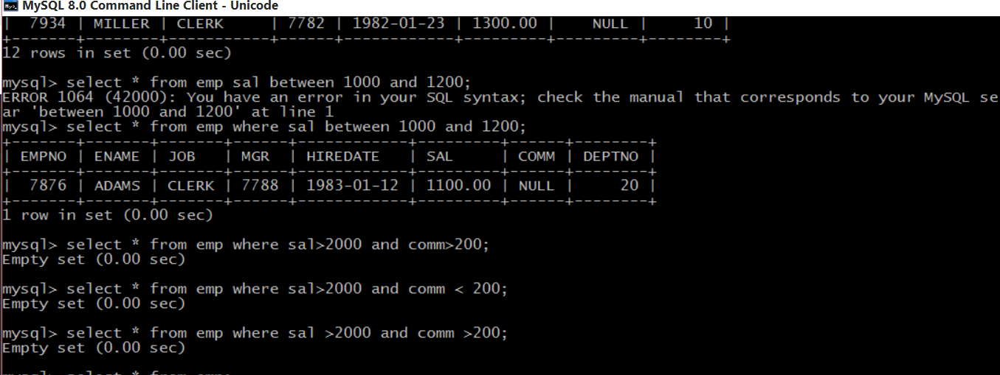 MySQL 8.0 Command Line Client - Unicode
| 7934 | MILLER | CLERK     | 7782 | 1982-01-23 | 1300.00 |    NULL |     10 |
+-------+--------+-----------+------+------------+---------+---------+--------+
12 rows in set (0.00 sec)
mysql> select * from emp sal between 1000 and 1200;
ERROR 1064 (42000): You have an error in your SQL syntax; check the manual that corresponds to your MySQL se
ar 'between 1000 and 1200' at line 1
mysql> select * from emp where sal between 1000 and 1200;
+-------+-------+-------+------+------------+---------+------+--------+
| EMPNO | ENAME | JOB   | MGR  | HIREDATE   | SAL     | COMM | DEPTNO |
+-------+-------+-------+------+------------+---------+------+--------+
|  7876 | ADAMS | CLERK | 7788 | 1983-01-12 | 1100.00 | NULL |     20 |
+-------+-------+-------+------+------------+---------+------+--------+
1 row in set (0.00 sec)
mysql> select * from emp where sal>2000 and comm>200;
Empty set (0.00 sec)
mysql> select * from emp where sal>2000 and comm < 200;
Empty set (0.00 sec)
mysql> select * from emp where sal >2000 and comm >200;
Empty set (0.00 sec)
mysql> select * from emp;